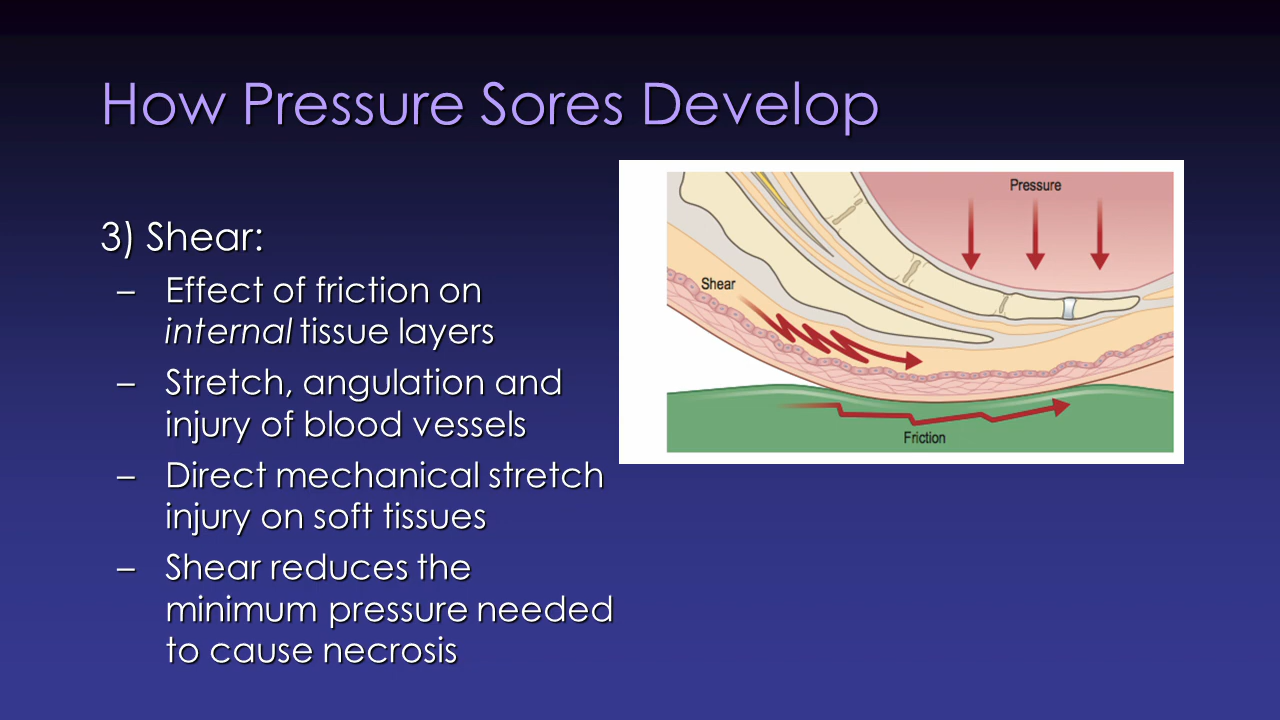 How Pressure Sores Develop
3) Shear:
– Effect of friction on
internal tissue layers
– Stretch, angulation and
injury of blood vessels
– Direct mechanical stretch
injury on soft tissues
– Shear reduces the
minimum pressure needed
to cause necrosis
Pressure
Shear
Friction